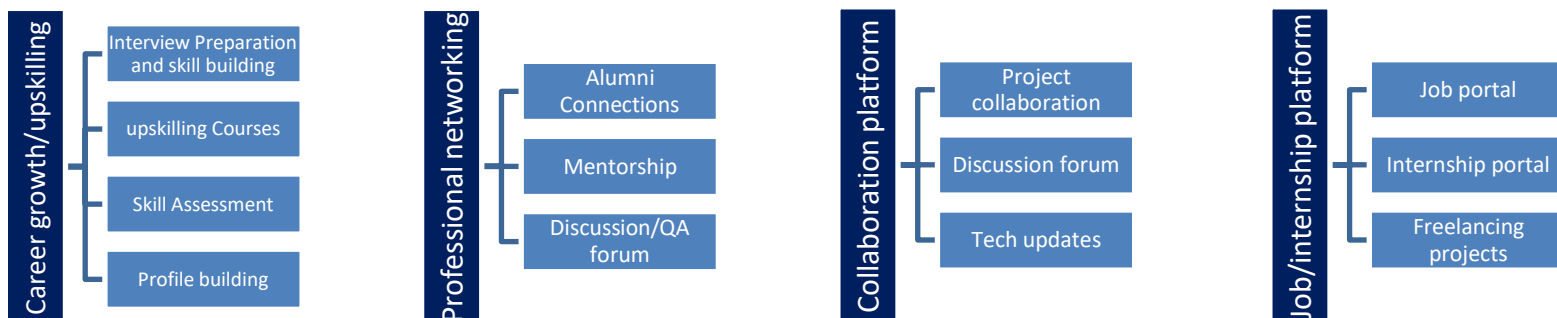 Career growth/upskilling
Interview Preparation
and skill building
upskilling Courses
Skill Assessment
Profile building
Professional networking
Alumni
Connections
Mentorship
Discussion/QA
forum
Collaboration platform
Project
collaboration
Discussion forum
Tech updates
Job/internship platform
Job portal
Internship portal
Freelancing
projects